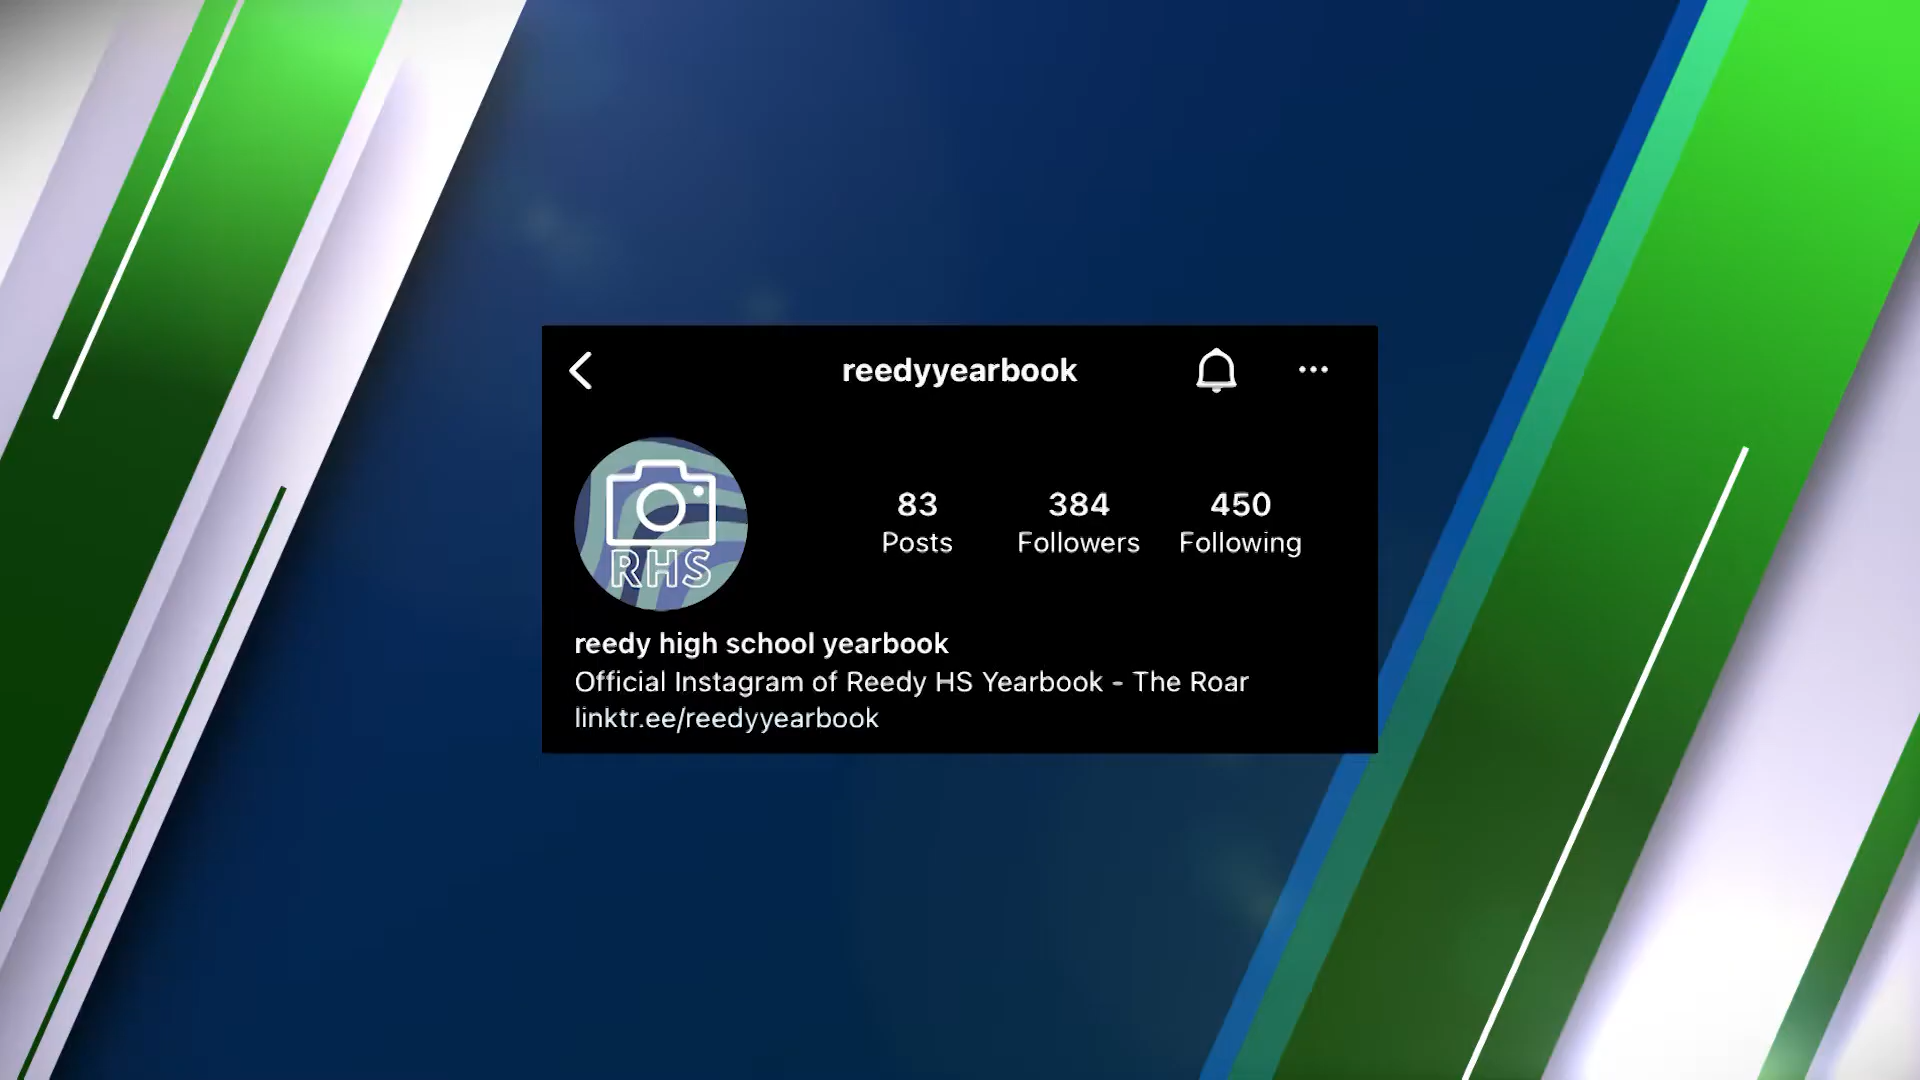 reedyyearbook
RHS
83 384 450
Posts Followers Following
reedy high school yearbook
Official Instagram of Reedy HS Yearbook - The Roar
linktr.ee/reedyyearbook